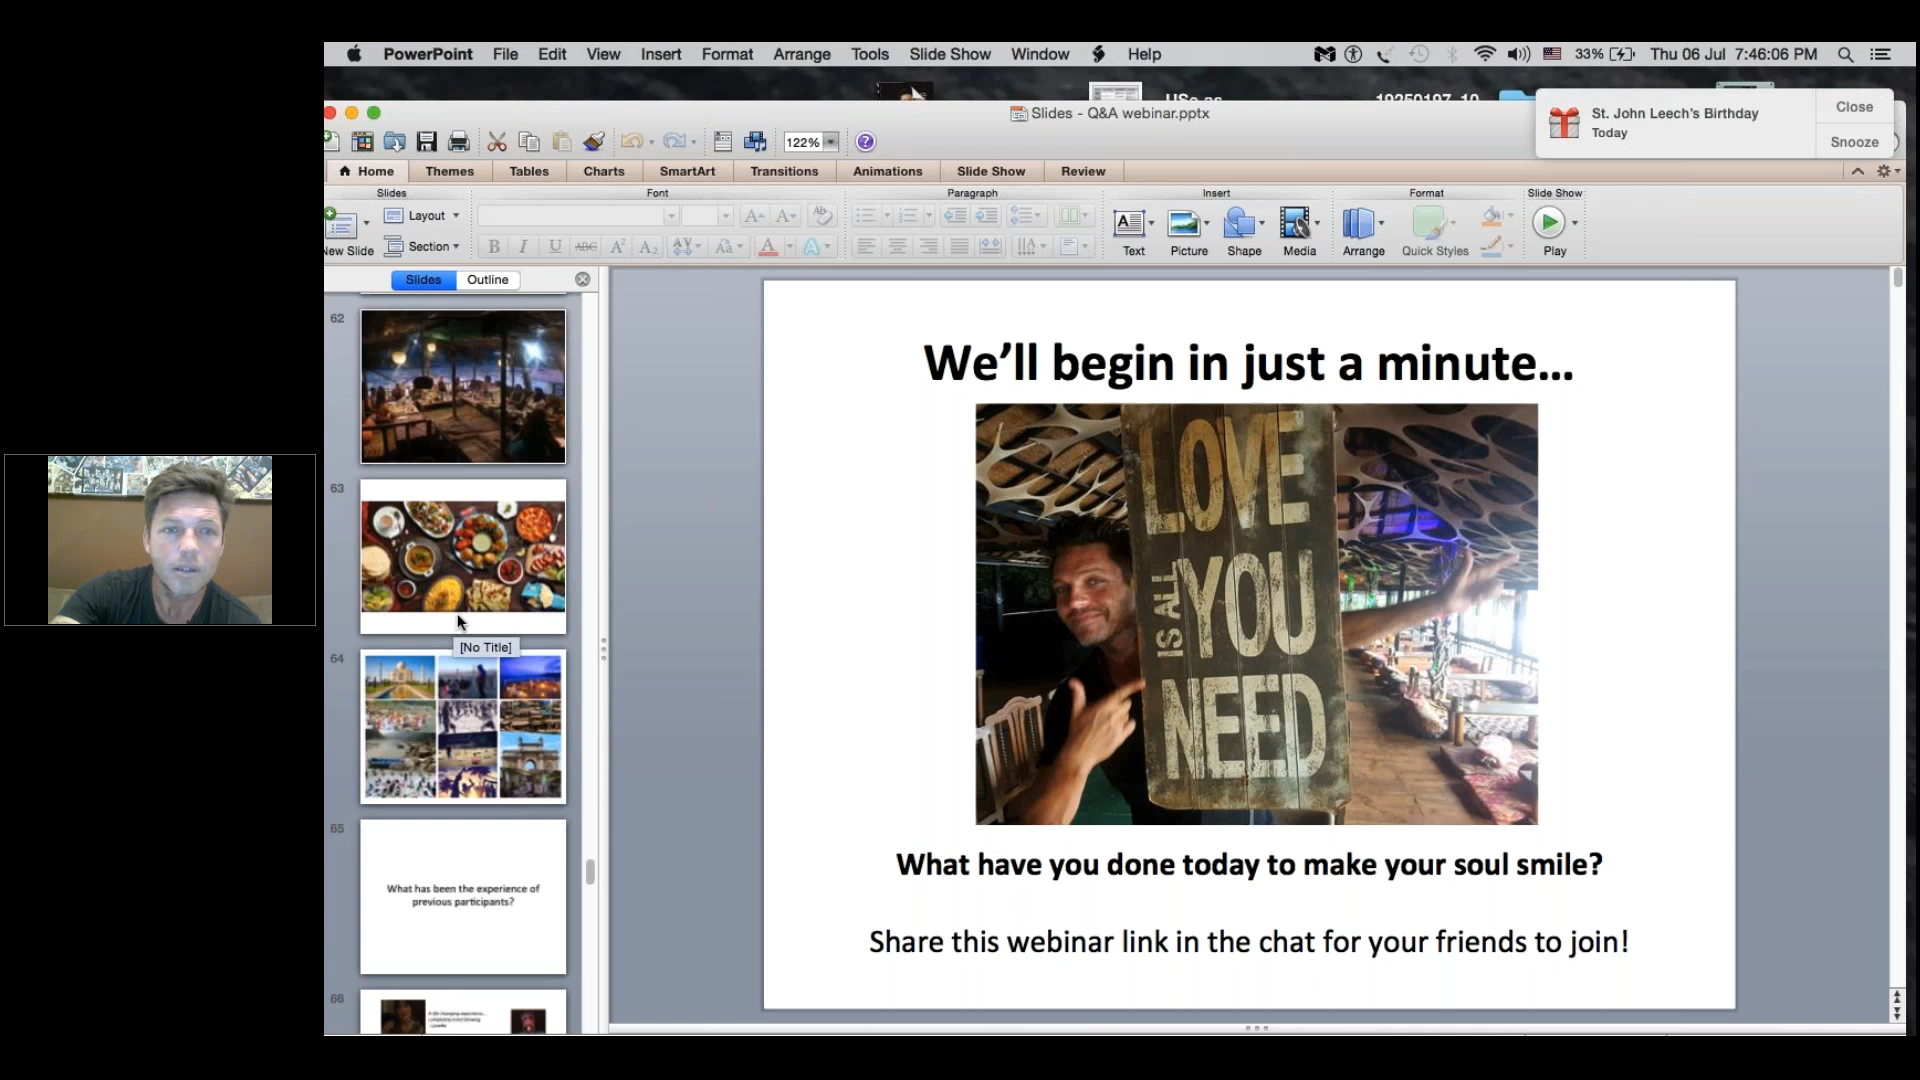 PowerPoint File Edit View Insert Format Arrange Tools Slide Show Window Help 33% Thu 06 Jul 7:46:06 PM
Slides - Q&A webinar.pptx
St. John Leech's Birthday
Today
Close
Snooze
122%
Home Themes Tables Charts SmartArt Transitions Animations Slide Show Review
Slides Font Paragraph Insert Format Slide Show
Layout
Section
New Slide
Text Picture Shape Media Arrange Quick Styles Play
Slides Outline
62
63
[No Title]
64
65
What has been the experience of
previous participants?
66
We'll begin in just a minute...
LOVE
IS ALL
YOU
NEED
What have you done today to make your soul smile?
Share this webinar link in the chat for your friends to join!